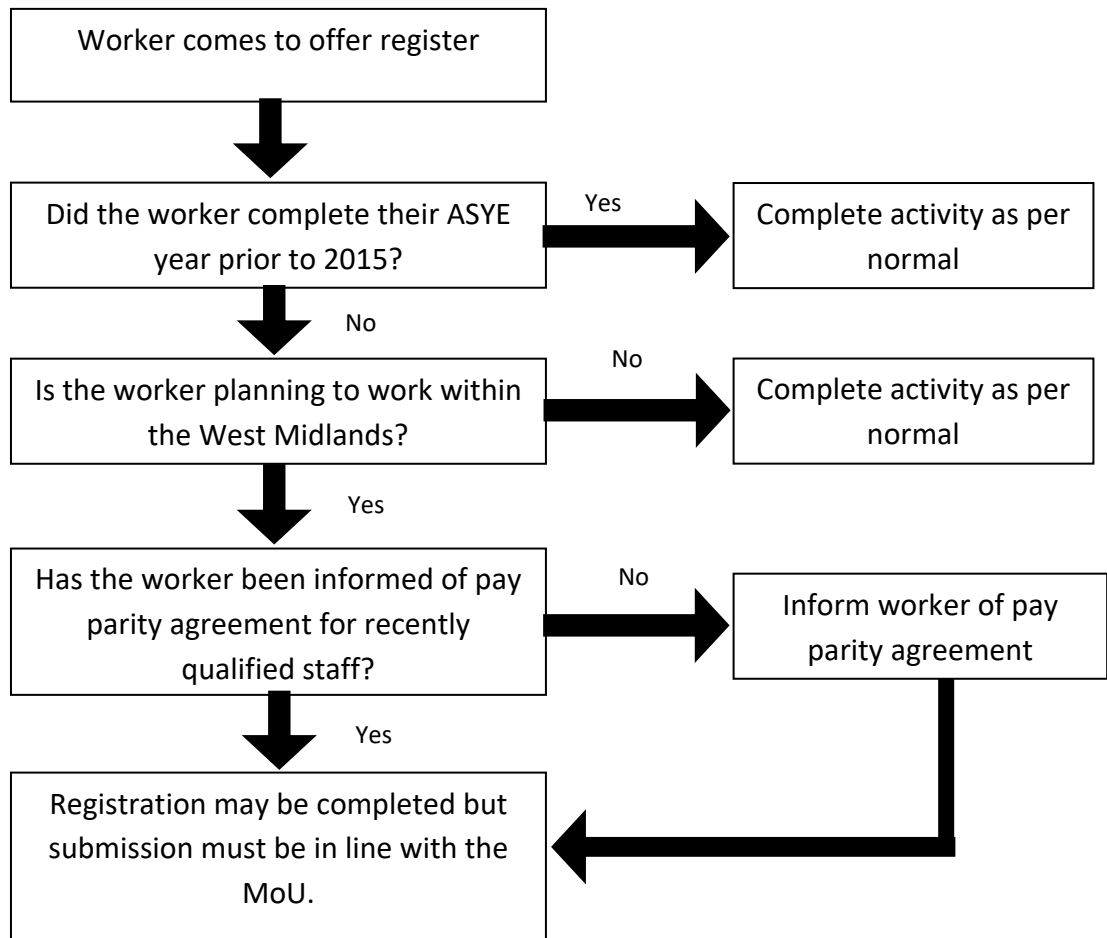 Worker comes to offer register
Did the worker complete their ASYE
year prior to 2015?
Yes
Complete activity as per
normal
No
Is the worker planning to work within
the West Midlands?
No
Complete activity as per
normal
Yes
Has the worker been informed of pay
parity agreement for recently
qualified staff?
No
Inform worker of pay
parity agreement
Yes
Registration may be completed but
submission must be in line with the
MoU.